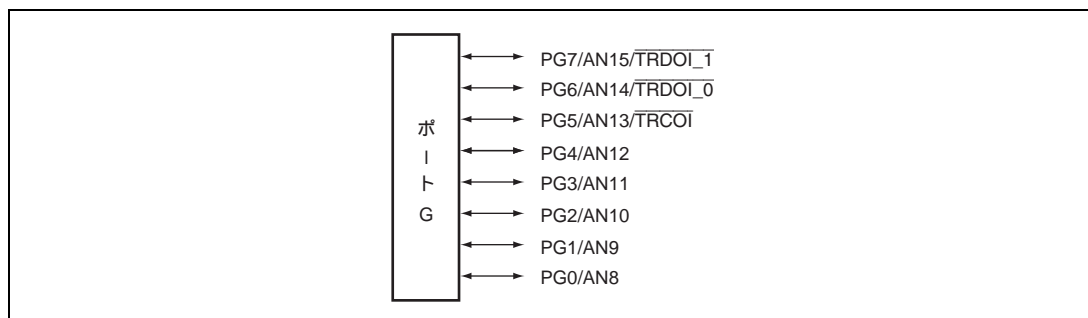 ポートG
PG7/AN15/TRDOI_1
PG6/AN14/TRDOI_0
PG5/AN13/TRCOI
PG4/AN12
PG3/AN11
PG2/AN10
PG1/AN9
PG0/AN8